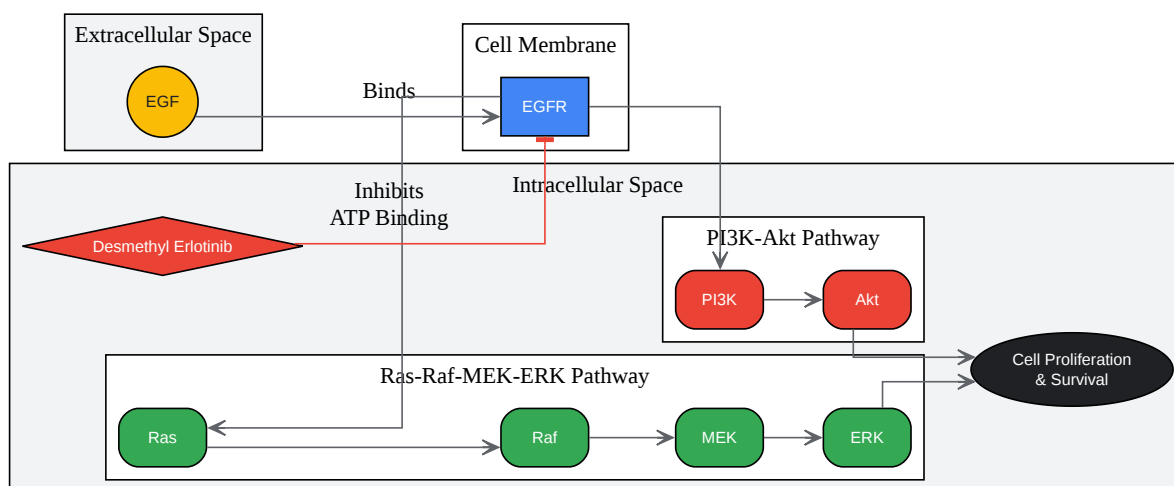 Extracellular Space
EGF
Cell Membrane
EGFR
Binds
Intracellular Space
Inhibits
ATP Binding
Desmethyl Erlotinib
PI3K-Akt Pathway
PI3K
Akt
Cell Proliferation
& Survival
Ras-Raf-MEK-ERK Pathway
Ras
Raf
MEK
ERK